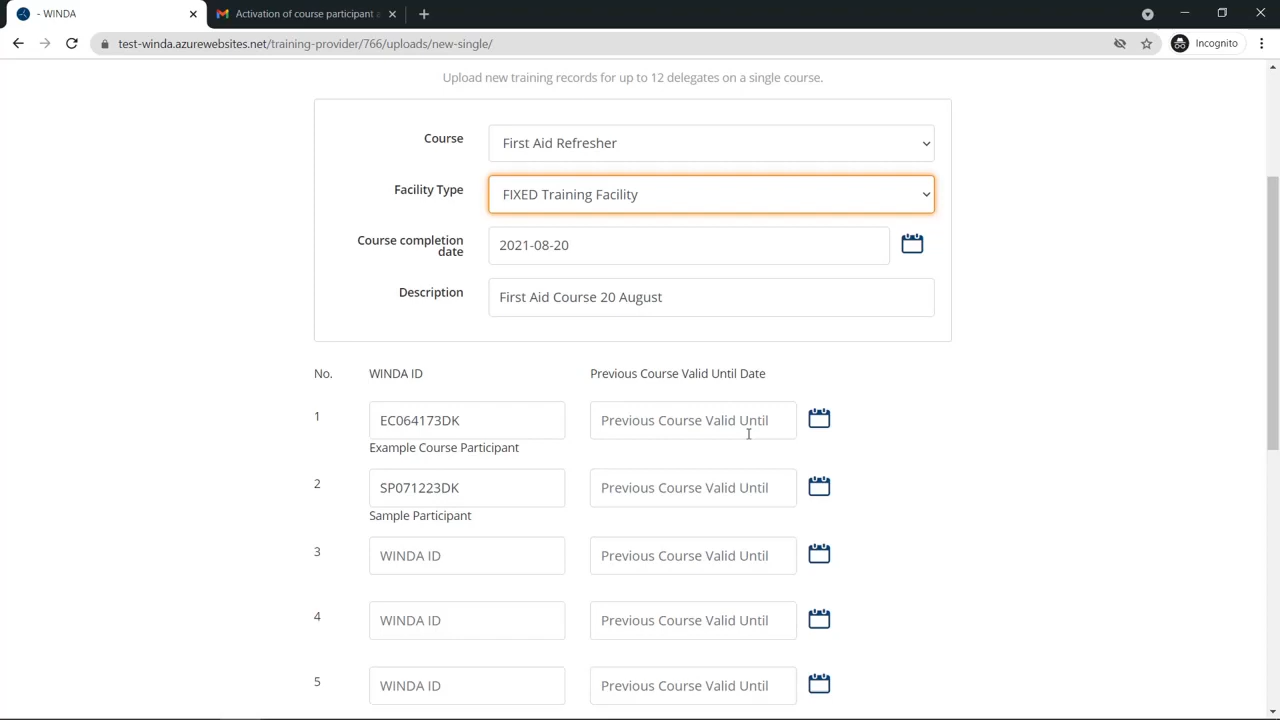 - WINDA
Activation of course participant a
test-winda.azurewebsites.net/training-provider/766/uploads/new-single/
Incognito
Upload new training records for up to 12 delegates on a single course.
Course
First Aid Refresher
Facility Type
FIXED Training Facility
Course completion
date
2021-08-20
Description
First Aid Course 20 August
No.
WINDA ID
Previous Course Valid Until Date
1
EC064173DK
Previous Course Valid Until
Example Course Participant
2
SP071223DK
Previous Course Valid Until
Sample Participant
3
WINDA ID
Previous Course Valid Until
4
WINDA ID
Previous Course Valid Until
5
WINDA ID
Previous Course Valid Until